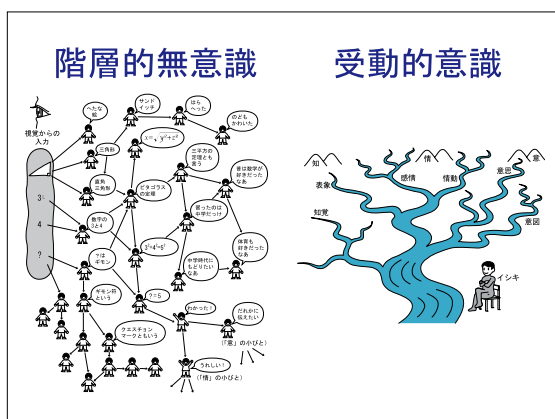 階層的無意識
受動的意識
視覚からの
入力
3
4
?
へたな
絵
サンド
イッチ
はら
へった
のども
かわいた
三角形
x=√y²+z²
直角
三角形
ピタゴラス
の定理
三平方の
定理とも
言う
昔は数学が
好きだった
なあ
数字の
3と4
習ったのは
中学だっけ
3²+4²=5²
体育も
好きだった
なあ
?は
ギモン
中学時代に
もどりたい
なあ
ギモン符
という
?=5
わかった!
だれかに
伝えたい
クエスチョン
マークともいう
うれしい!
(「意」の小びと)
(「情」の小びと)
知
情
意
表象
感情
情動
意思
知覚
意図
イシキ